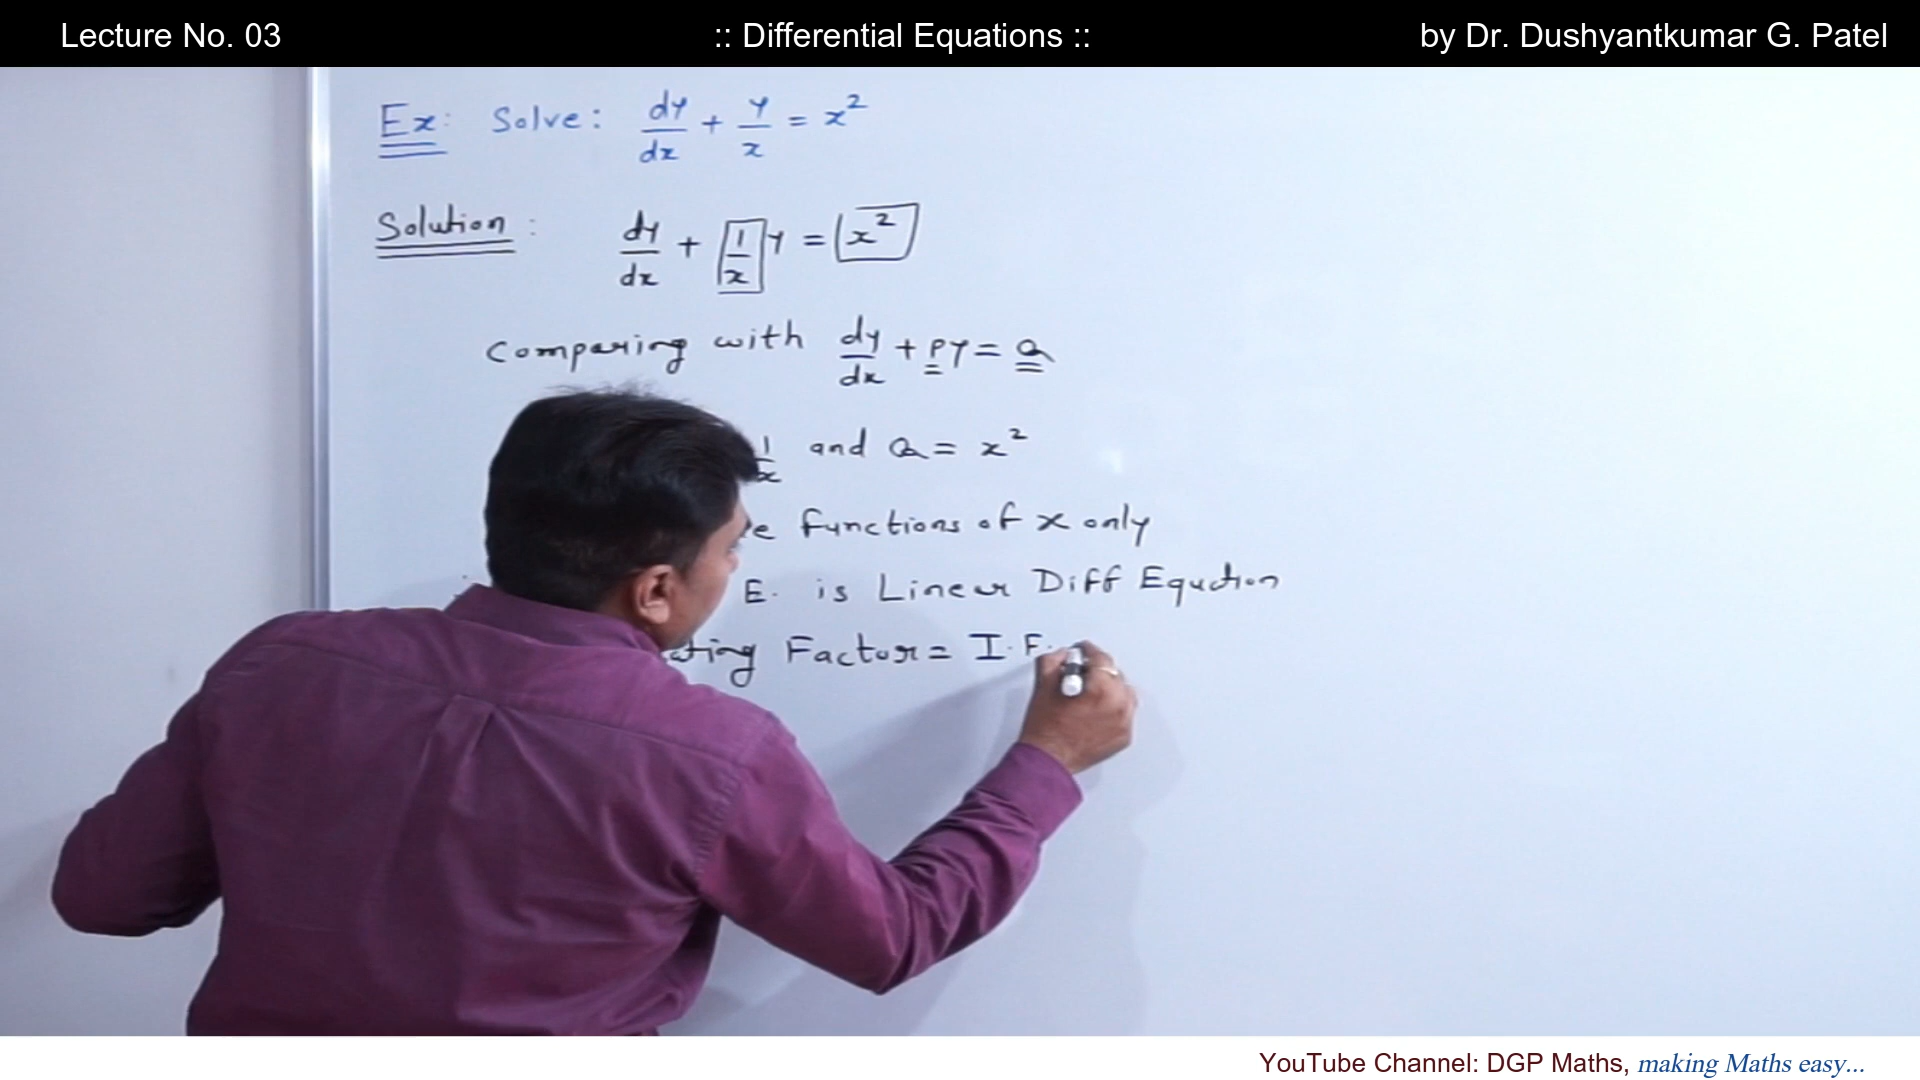 Lecture No. 03 :: Differential Equations :: by Dr. Dushyantkumar G. Patel
Ex: Solve: dy/dx + y/x = x²
Solution: dy/dx + 1/x y = x²
Comparing with dy/dx + Py = Q
1/x and Q = x²
Functions of x only
E. is Linear Diff Equation
ating Factor = I.F.
YouTube Channel: DGP Maths, making Maths easy...